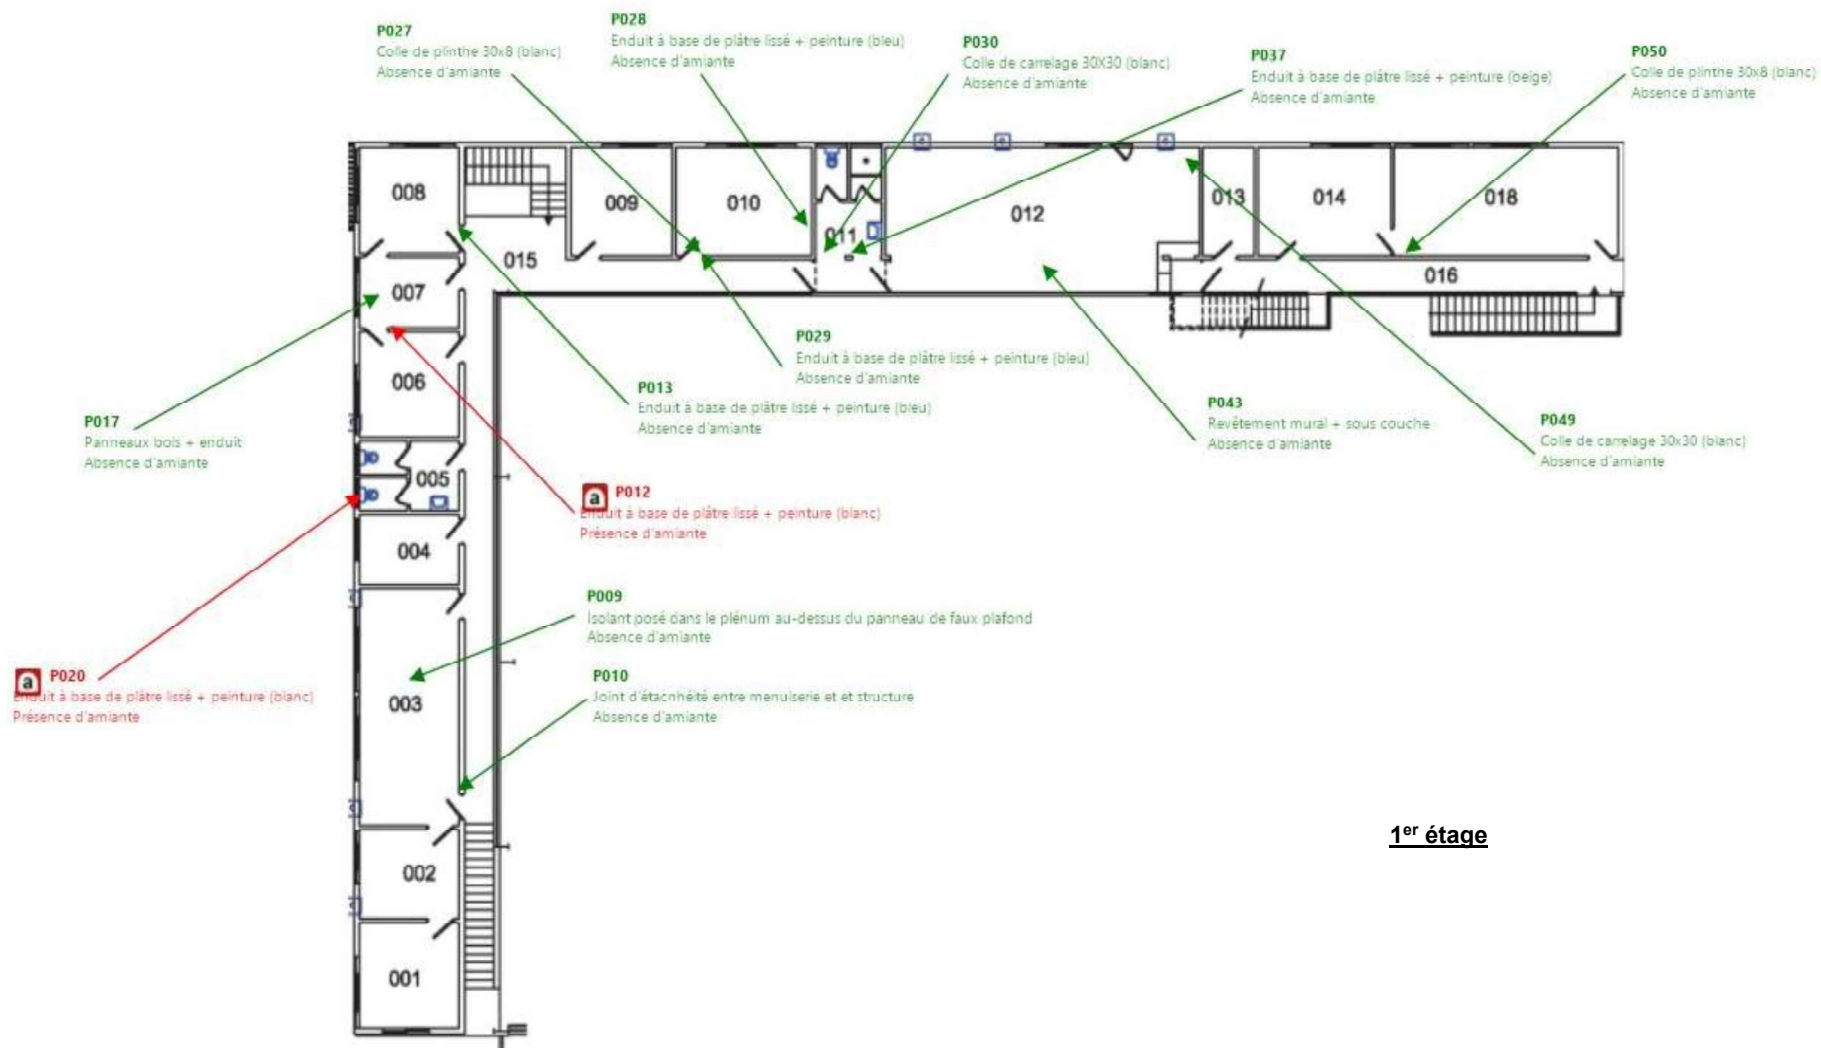 P027
Colle de plinthe 30x8 (blanc)
Absence d'amiante
P028
Enduit à base de plâtre lissé + peinture (bleu)
Absence d'amiante
P030
Colle de carrelage 30X30 (blanc)
Absence d'amiante
P037
Enduit à base de plâtre lissé + peinture (beige)
Absence d'amiante
P050
Colle de plinthe 30x8 (blanc)
Absence d'amiante
008
009
010
011
012
013
014
018
015
016
007
006
P029
Enduit à base de plâtre lissé + peinture (bleu)
Absence d'amiante
P013
Enduit à base de plâtre lissé + peinture (bleu)
Absence d'amiante
P017
Panneaux bois + enduit
Absence d'amiante
P043
Revêtement mural + sous couche
Absence d'amiante
P049
Colle de carrelage 30x30 (blanc)
Absence d'amiante
005
a P012
Enduit à base de plâtre lissé + peinture (blanc)
Présence d'amiante
004
P009
Isolant posé dans le plénum au-dessus du panneau de faux plafond
Absence d'amiante
a P020
Enduit à base de plâtre lissé + peinture (blanc)
Présence d'amiante
003
P010
Joint d'étacnhéité entre menuiserie et et structure
Absence d'amiante
1er étage
002
001